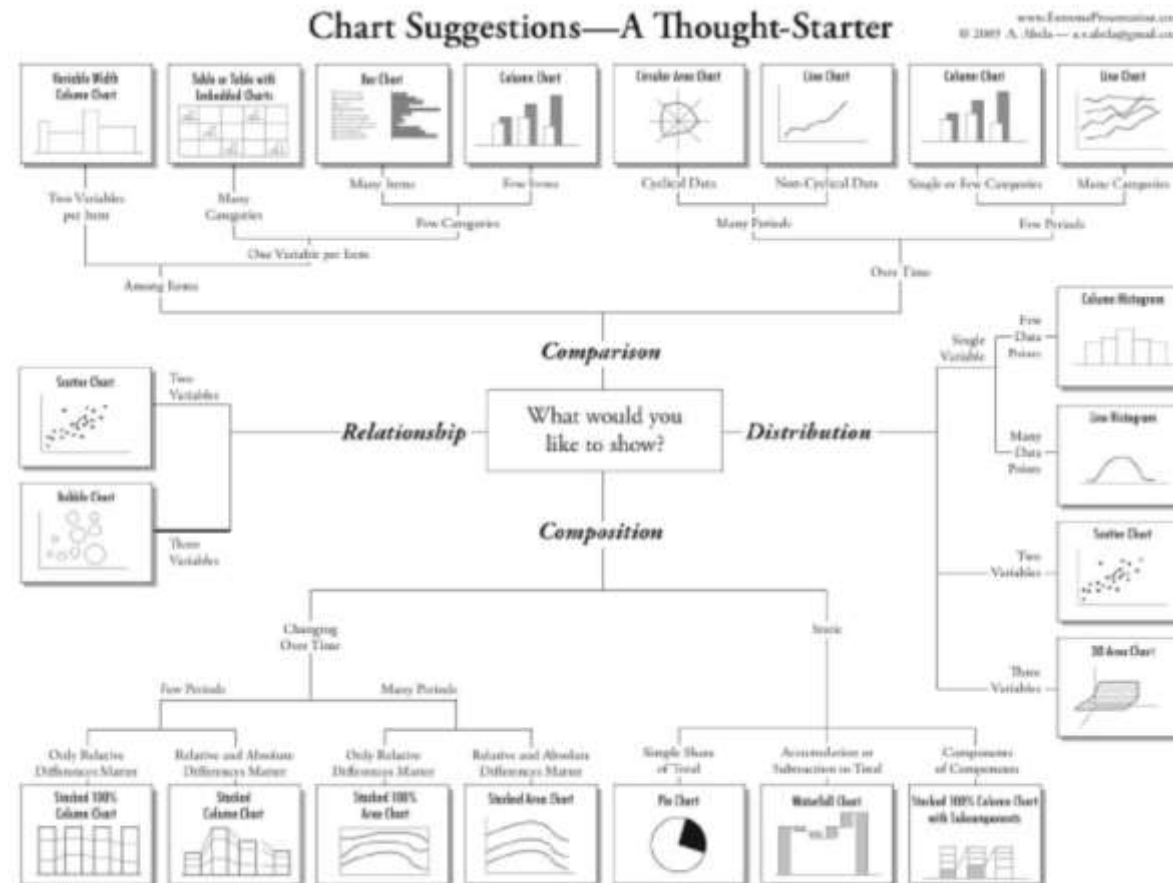 Chart Suggestions—A Thought-Starter
www.ExtremePresentation.co
© 2009 A. Abela — a.v.abela@gmail.co
Variable Width
Column Chart
Table or Table with
Embedded Charts
Bar Chart
Column Chart
Circular Area Chart
Line Chart
Column Chart
Line Chart
Two Variables
per Item
Many
Categories
Many Items
Few Items
Cyclical Data
Non-Cyclical Data
Single or Few Categories
Many Categories
Few Categories
Many Periods
Few Periods
One Variable per Item
Among Items
Over Time
Comparison
What would you
like to show?
Relationship
Two
Variables
Scatter Chart
Three
Variables
Bubble Chart
Distribution
Single
Variable
Few
Data
Points
Column Histogram
Many
Data
Points
Line Histogram
Two
Variables
Scatter Chart
Three
Variables
3D Area Chart
Composition
Changing
Over Time
Static
Few Periods
Many Periods
Only Relative
Differences Matter
Relative and Absolute
Differences Matter
Only Relative
Differences Matter
Relative and Absolute
Differences Matter
Simple Share
of Total
Accumulation or
Subtraction to Total
Components
of Components
Stacked 100%
Column Chart
Stacked
Column Chart
Stacked 100%
Area Chart
Stacked Area Chart
Pie Chart
Waterfall Chart
Stacked 100% Column Chart
with Subcomponents